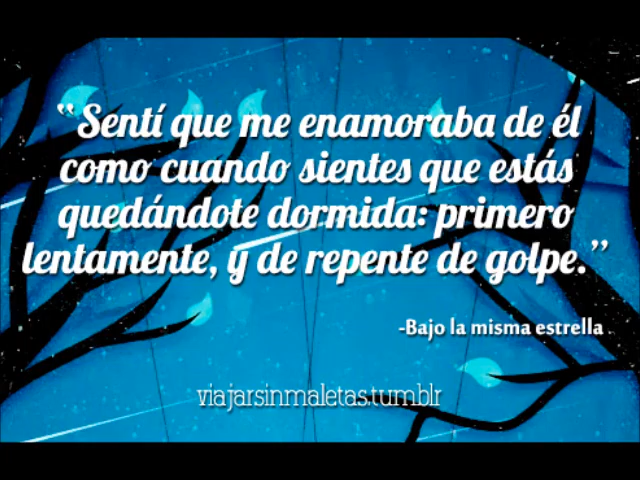 “Sentí que me enamoraba de él
como cuando sientes que estás
quedándote dormida: primero
lentamente, y de repente de golpe.”
-Bajo la misma estrella
viajarsinmaletas.tumblr